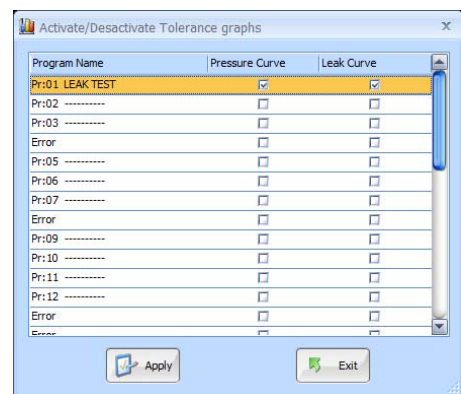 Activate/Desactivate Tolerance graphs x
Program Name Pressure Curve Leak Curve
Pr:01 LEAK TEST
Pr:02 ----------
Pr:03 ----------
Error
Pr:05 ----------
Pr:06 ----------
Pr:07 ----------
Error
Pr:09 ----------
Pr:10 ----------
Pr:11 ----------
Pr:12 ----------
Error
Error
Apply Exit